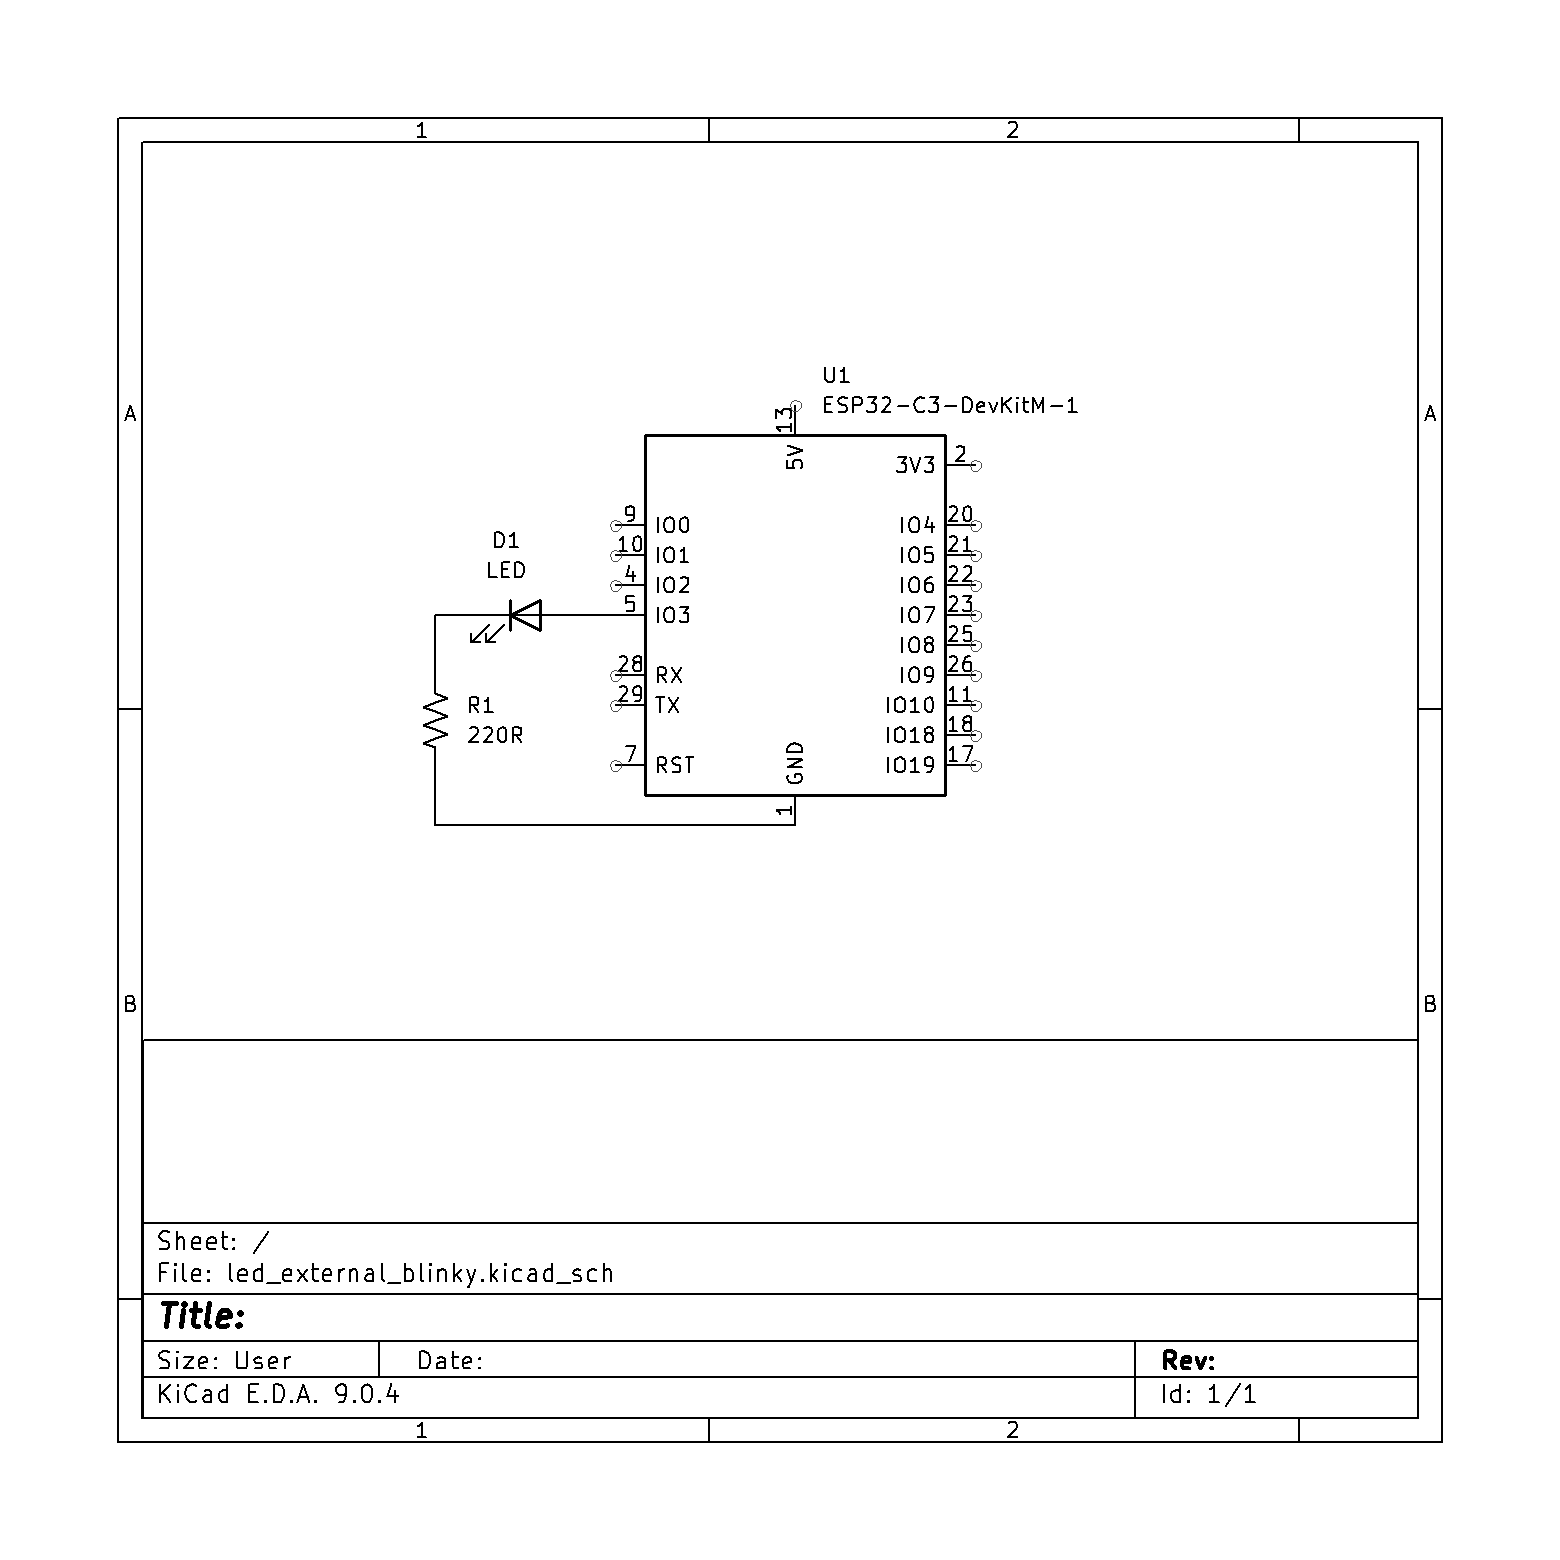 1 2
U1
A ESP32-C3-DevKitM-1 A
13
5V
2
3V3
9 IO0 IO4 20
D1
10 IO1 IO5 21
LED
4 IO2 IO6 22
5 IO3 IO7 23
IO8 25
28 RX IO9 26
R1
29 TX IO10 11
220R
IO18 18
7 RST IO19 17
GND
1
B B
Sheet: /
File: led_external_blinky.kicad_sch
Title:
Size: User Date: Rev:
KiCad E.D.A. 9.0.4 Id: 1/1
1 2